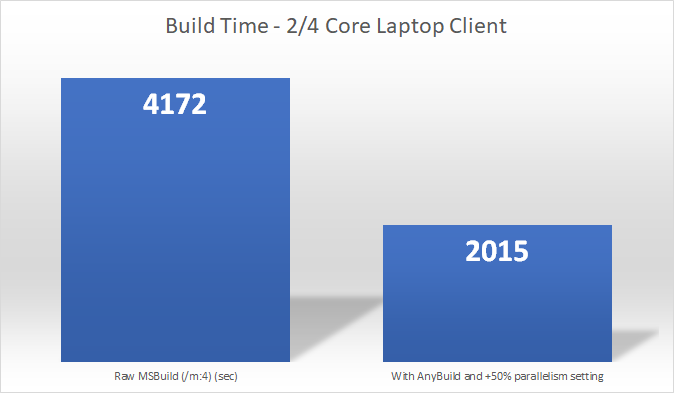 Build Time - 2/4 Core Laptop Client
4172
2015
Raw MSBuild (/m:4) (sec)
With AnyBuild and +50% parallelism setting